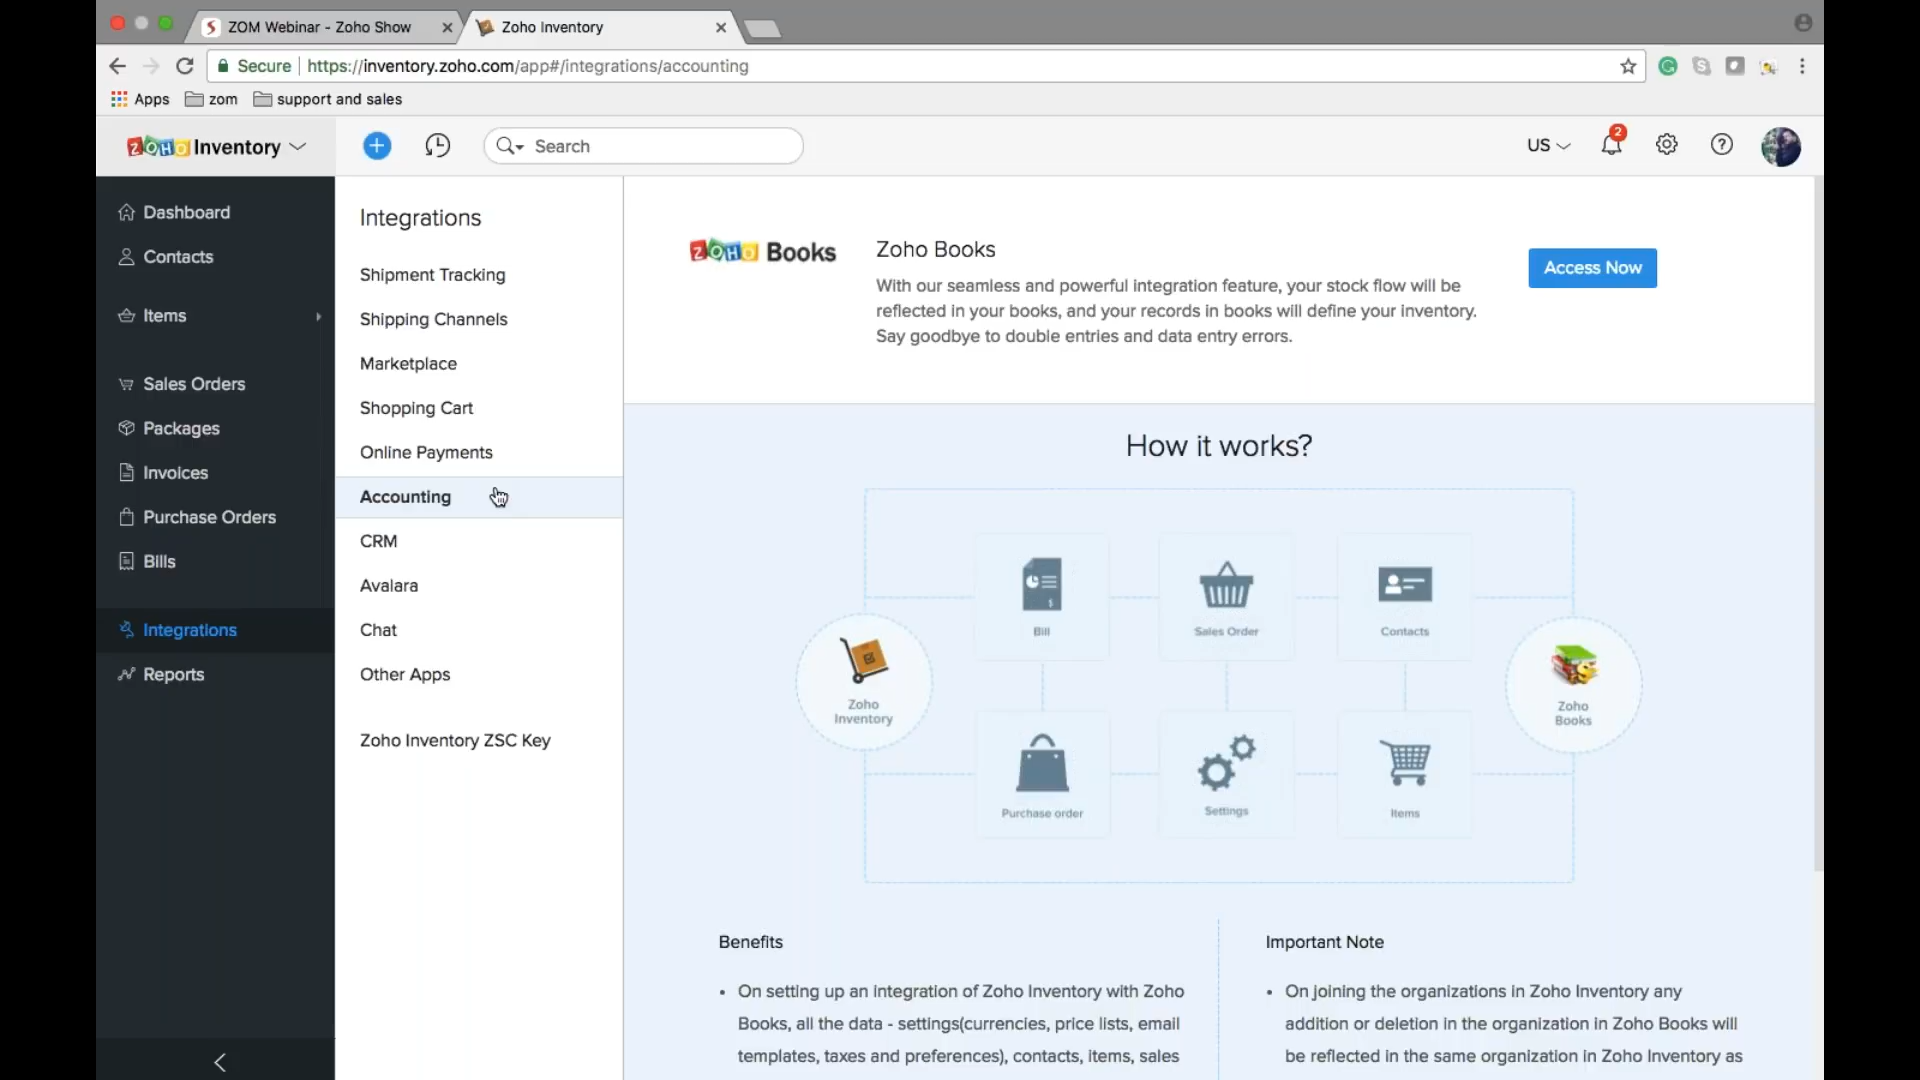 ZOM Webinar - Zoho Show
Zoho Inventory
Secure https://inventory.zoho.com/app#/integrations/accounting
Apps zom support and sales
ZOHO Inventory
Search
US
2
Dashboard
Contacts
Items
Sales Orders
Packages
Invoices
Purchase Orders
Bills
Integrations
Reports
Integrations
Shipment Tracking
Shipping Channels
Marketplace
Shopping Cart
Online Payments
Accounting
CRM
Avalara
Chat
Other Apps
Zoho Inventory ZSC Key
ZOHO Books
Zoho Books
With our seamless and powerful integration feature, your stock flow will be
reflected in your books, and your records in books will define your inventory.
Say goodbye to double entries and data entry errors.
Access Now
How it works?
Bill
Sales Order
Contacts
Zoho
Inventory
Zoho
Books
Purchase order
Settings
Items
Benefits
• On setting up an integration of Zoho Inventory with Zoho
Books, all the data - settings(currencies, price lists, email
templates, taxes and preferences), contacts, items, sales
Important Note
• On joining the organizations in Zoho Inventory any
addition or deletion in the organization in Zoho Books will
be reflected in the same organization in Zoho Inventory as